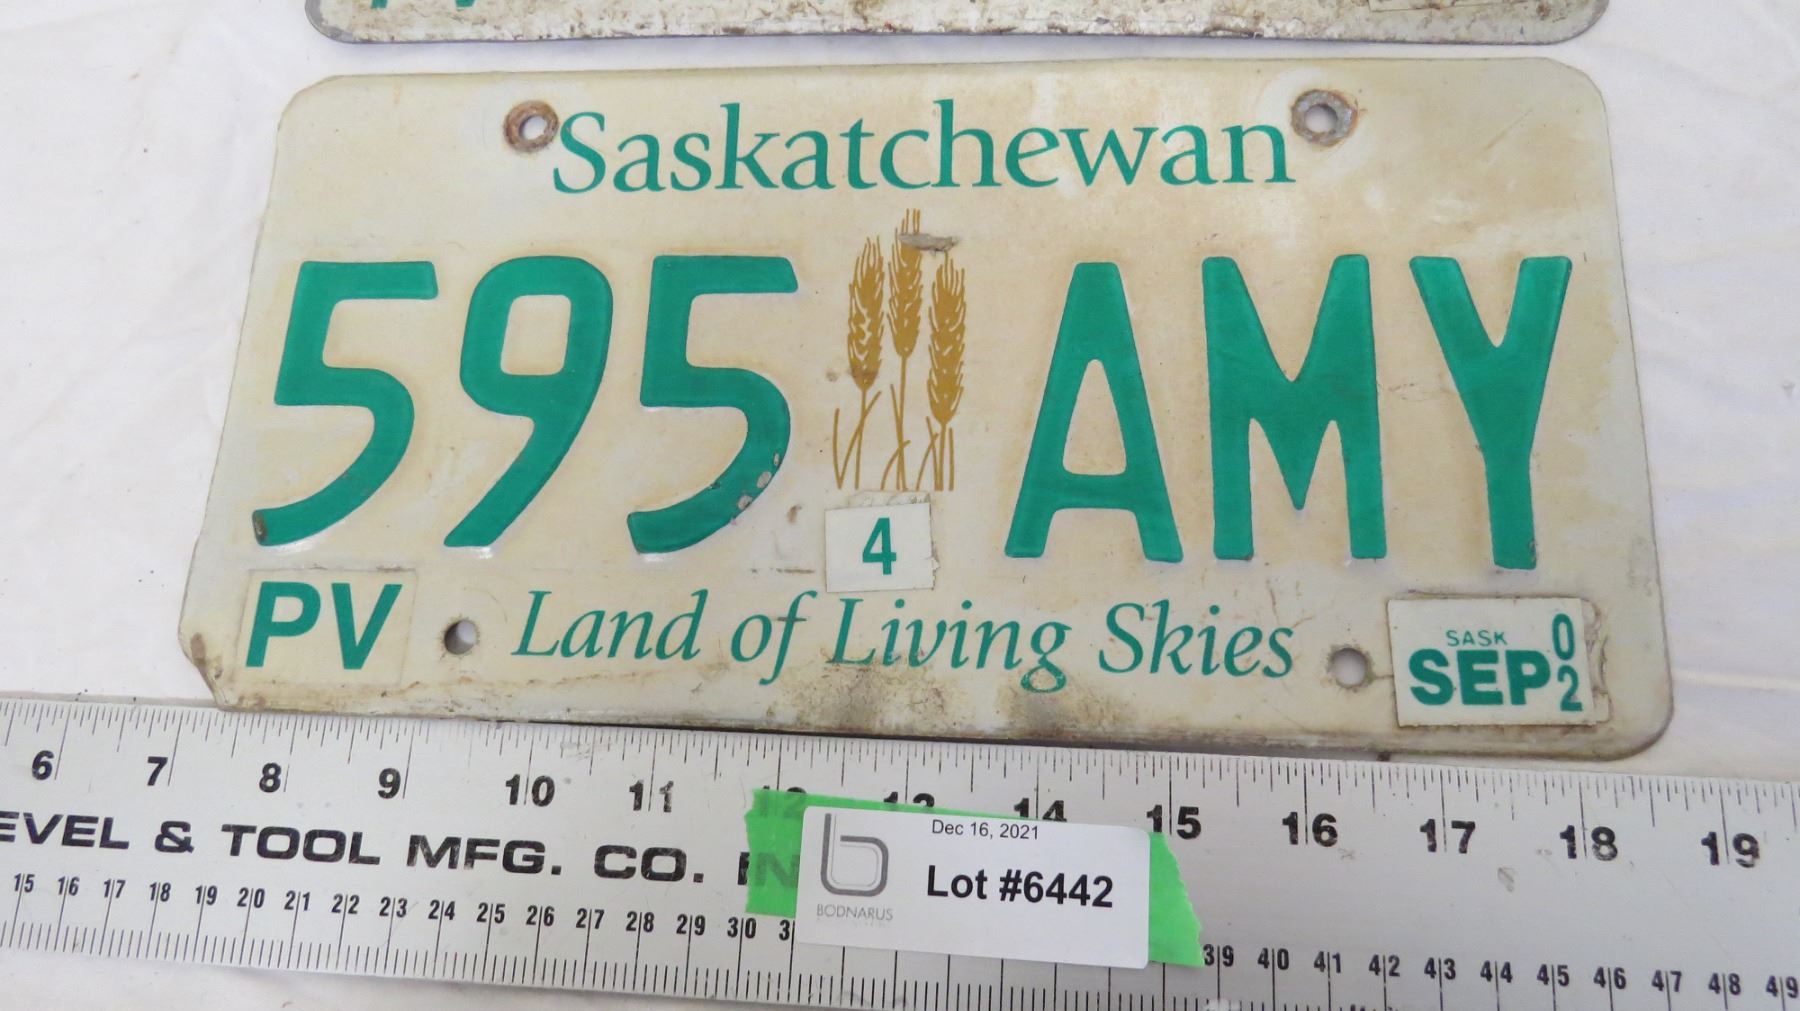 Saskatchewan
595 AMY
4
PV Land of Living Skies SASK SEP 02
6 7 8 9 10 11 12 13 14 15 16 17 18 19
EVEL & TOOL MFG. CO. IN
Dec 16, 2021
Lot #6442
BODNARUS
15 16 17 18 19 20 21 22 23 24 25 26 27 28 29 30 3 39 40 41 42 43 44 45 46 47 48 49